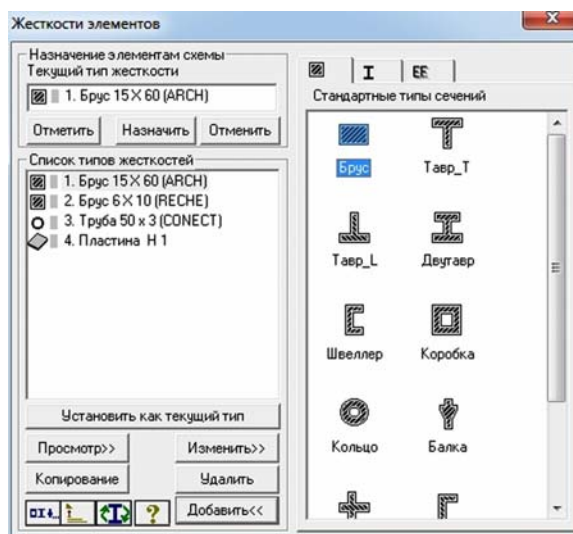 Жесткости элементов
Назначение элементам схемы
Текущий тип жесткости
1. Брус 15 X 60 (ARCH)
Отметить Назначить Отменить
Список типов жесткостей
1. Брус 15 X 60 (ARCH)
2. Брус 6 X 10 (RECHE)
3. Труба 50 x 3 (CONECT)
4. Пластина H 1
Установить как текущий тип
Просмотр>> Изменить>>
Копирование Удалить
Добавить<<
Стандартные типы сечений
Брус Тавр_T
Тавр_L Двутавр
Швеллер Коробка
Кольцо Балка